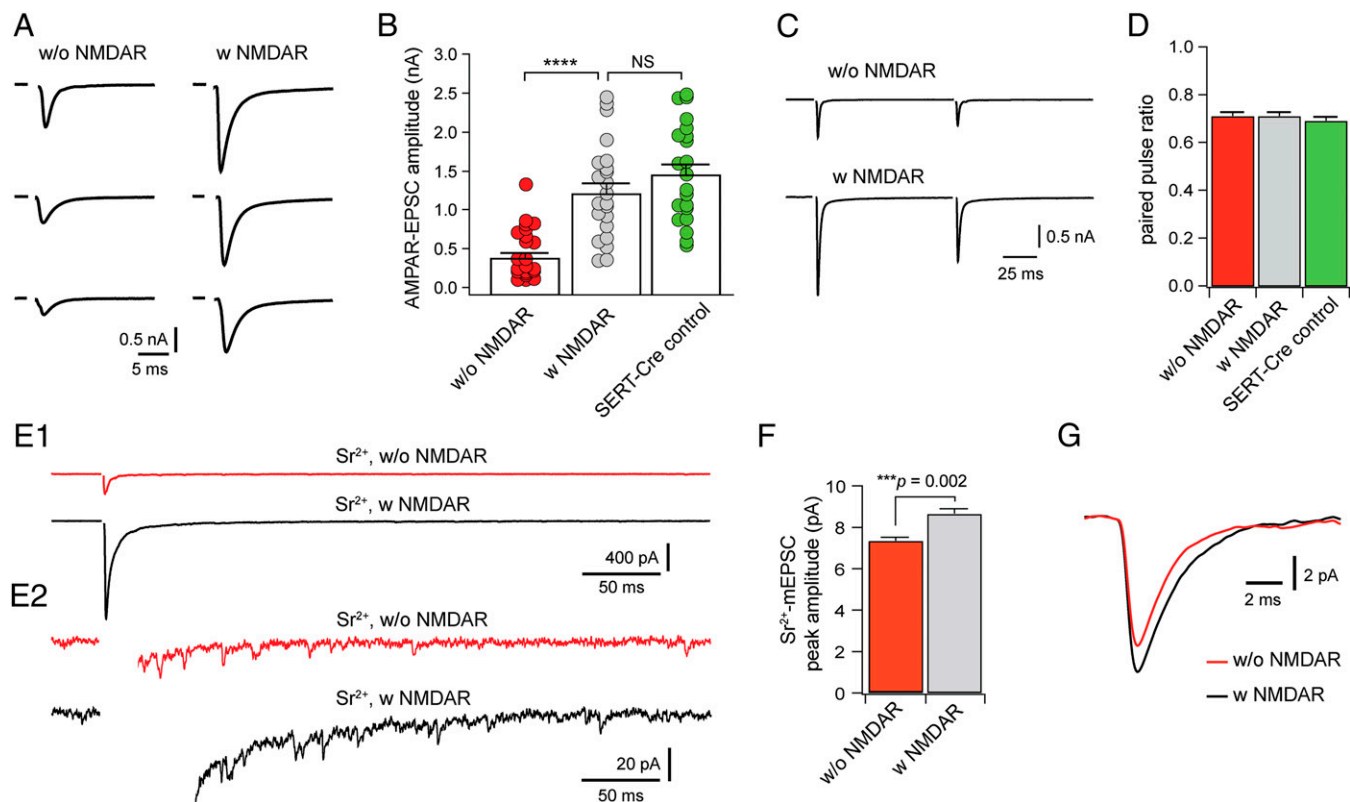 A
w/o NMDAR
w NMDAR
0.5 nA
5 ms
B
AMPAR-EPSC amplitude (nA)
3.0
2.5
2.0
1.5
1.0
0.5
0.0
****
NS
w/o NMDAR
w NMDAR
SERT-Cre control
C
w/o NMDAR
w NMDAR
0.5 nA
25 ms
D
paired pulse ratio
1.0
0.8
0.6
0.4
0.2
0.0
w/o NMDAR
w NMDAR
SERT-Cre control
E1
Sr²⁺, w/o NMDAR
Sr²⁺, w NMDAR
400 pA
50 ms
E2
Sr²⁺, w/o NMDAR
Sr²⁺, w NMDAR
20 pA
50 ms
F
Sr²⁺-mEPSC
peak amplitude (pA)
10
8
6
4
2
0
***p = 0.002
w/o NMDAR
w NMDAR
G
2 pA
2 ms
w/o NMDAR
w NMDAR